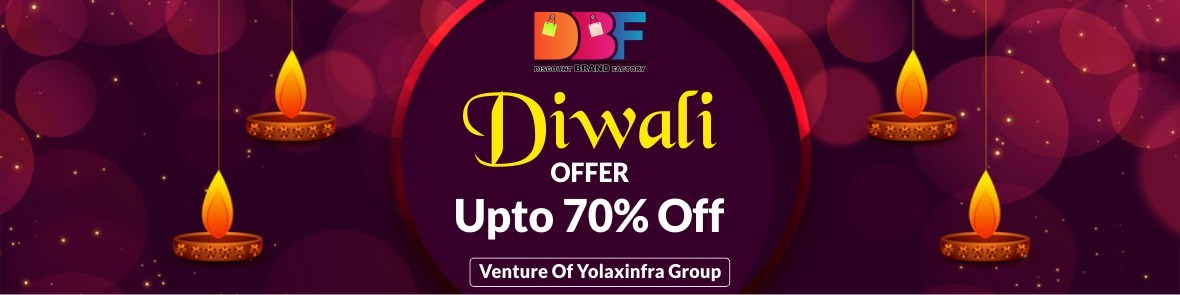 DBF
DISCOUNT BRAND FACTORY
Diwali
OFFER
Upto 70% Off
Venture Of Yolaxinfra Group